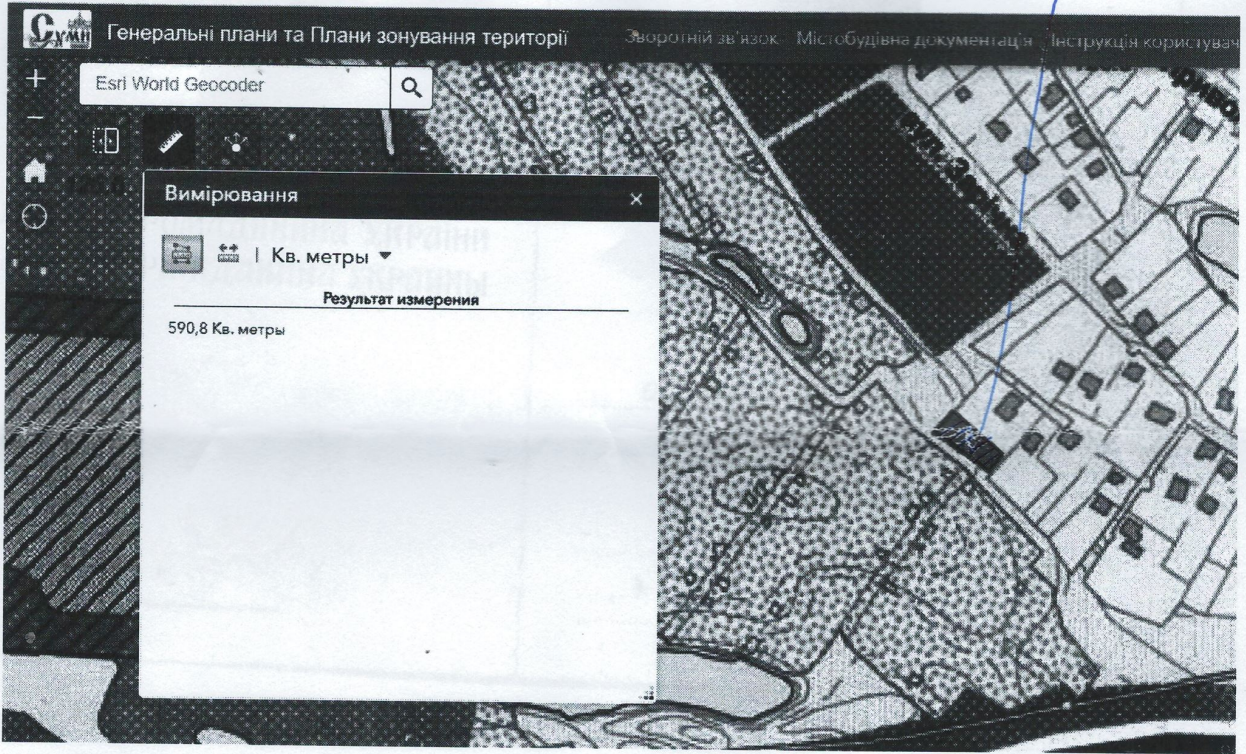 Суми
Генеральні плани та Плани зонування території
Зворотній зв'язок
Містобудівна документація
Інструкція користувач
Esri World Geocoder
Вимірювання
Кв. метры
Результат измерения
590,8 Кв. метры